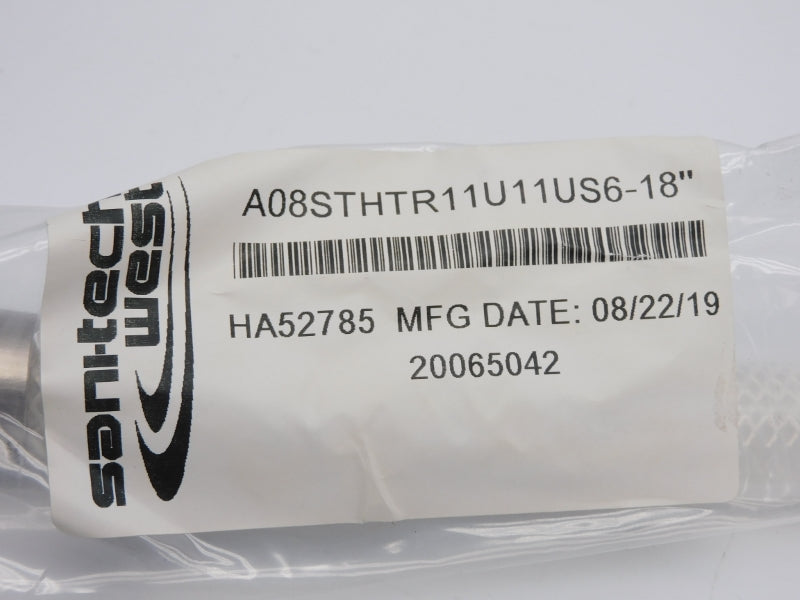 sani-tech
west
A08STHTR11U11US6-18"
HA52785 MFG DATE: 08/22/19
20065042